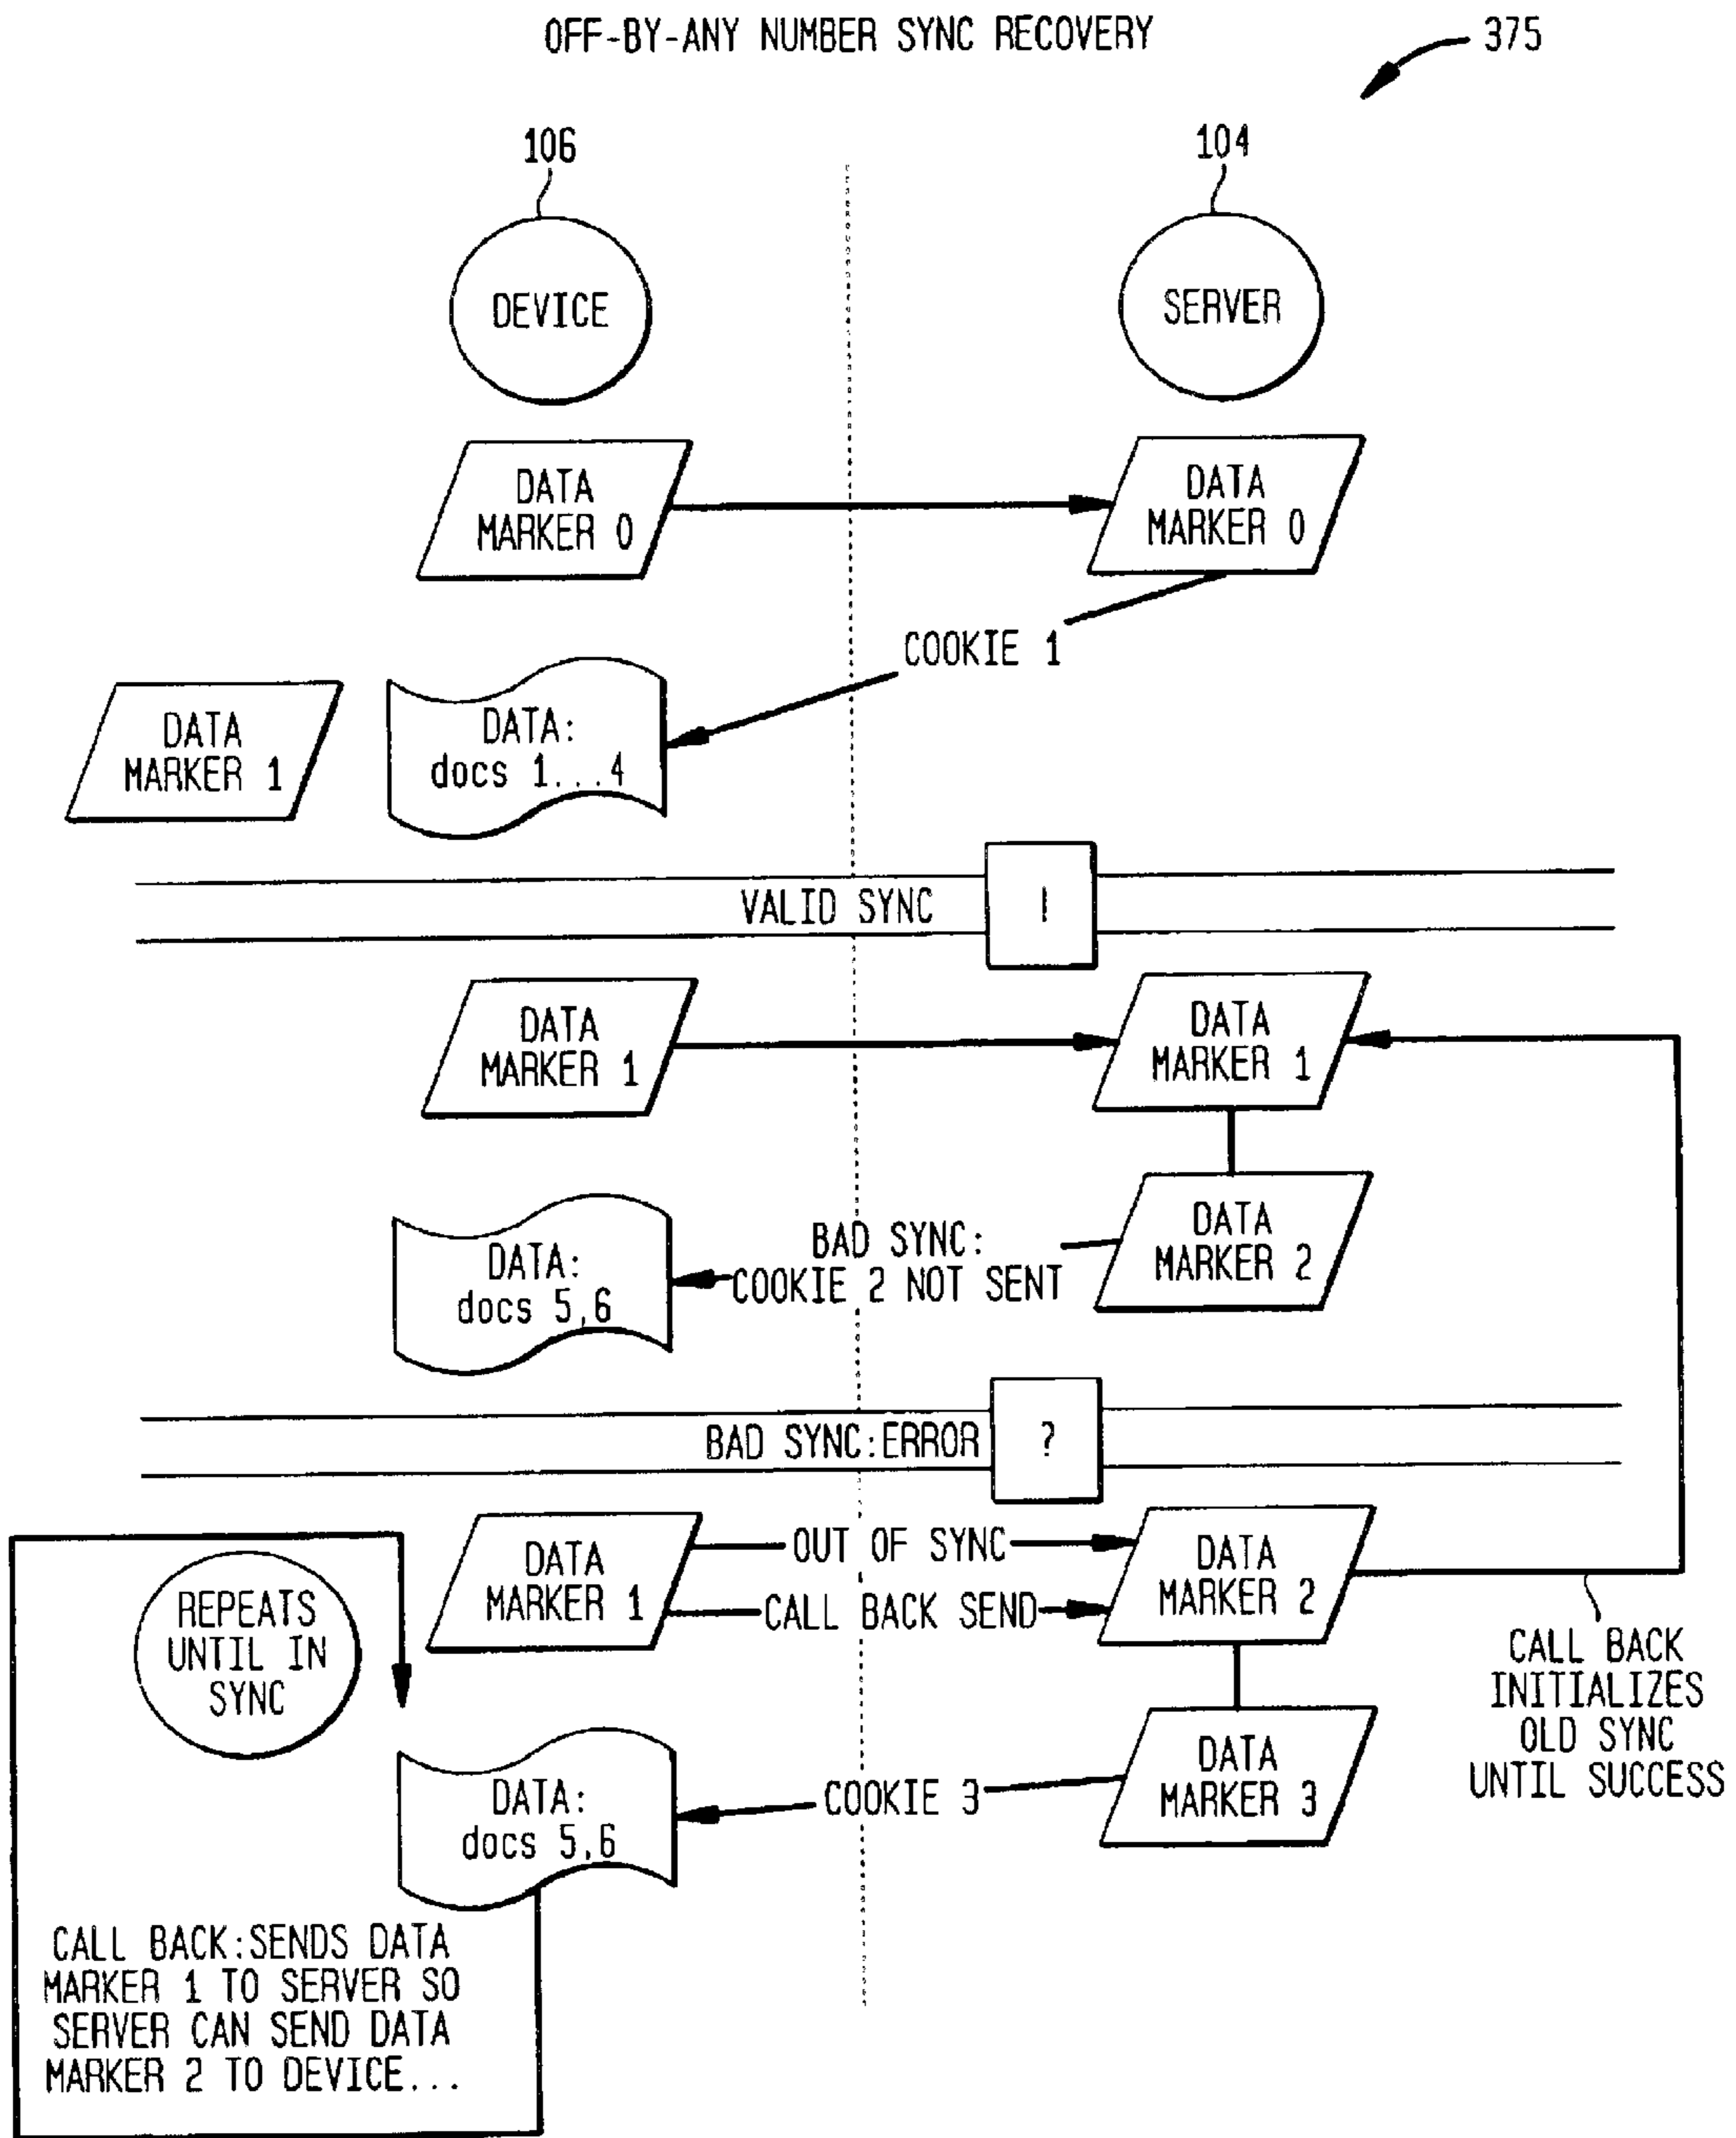 OFF-BY-ANY NUMBER SYNC RECOVERY
375
106
104
DEVICE
SERVER
DATA
MARKER 0
DATA
MARKER 0
COOKIE 1
DATA
MARKER 1
DATA:
docs 1...4
VALID SYNC
!
DATA
MARKER 1
DATA
MARKER 1
DATA:
docs 5,6
BAD SYNC:
COOKIE 2 NOT SENT
DATA
MARKER 2
BAD SYNC:ERROR
?
REPEATS
UNTIL IN
SYNC
DATA
MARKER 1
OUT OF SYNC
CALL BACK SEND
DATA
MARKER 2
CALL BACK
INITIALIZES
OLD SYNC
UNTIL SUCCESS
DATA:
docs 5,6
COOKIE 3
DATA
MARKER 3
CALL BACK:SENDS DATA
MARKER 1 TO SERVER SO
SERVER CAN SEND DATA
MARKER 2 TO DEVICE...